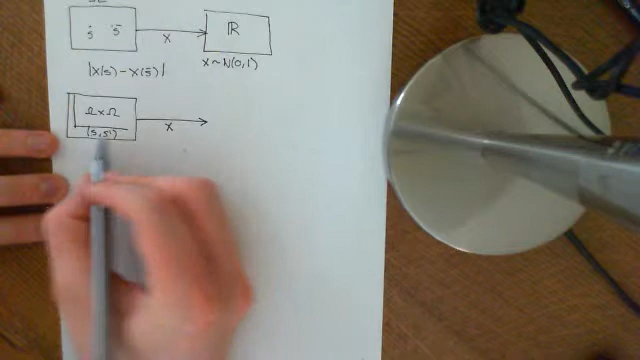 ṡ ṡ̄ ℝ
X
X ~ N(0,1)
|X(s) - X(s̄)|
Ω x Ω
X